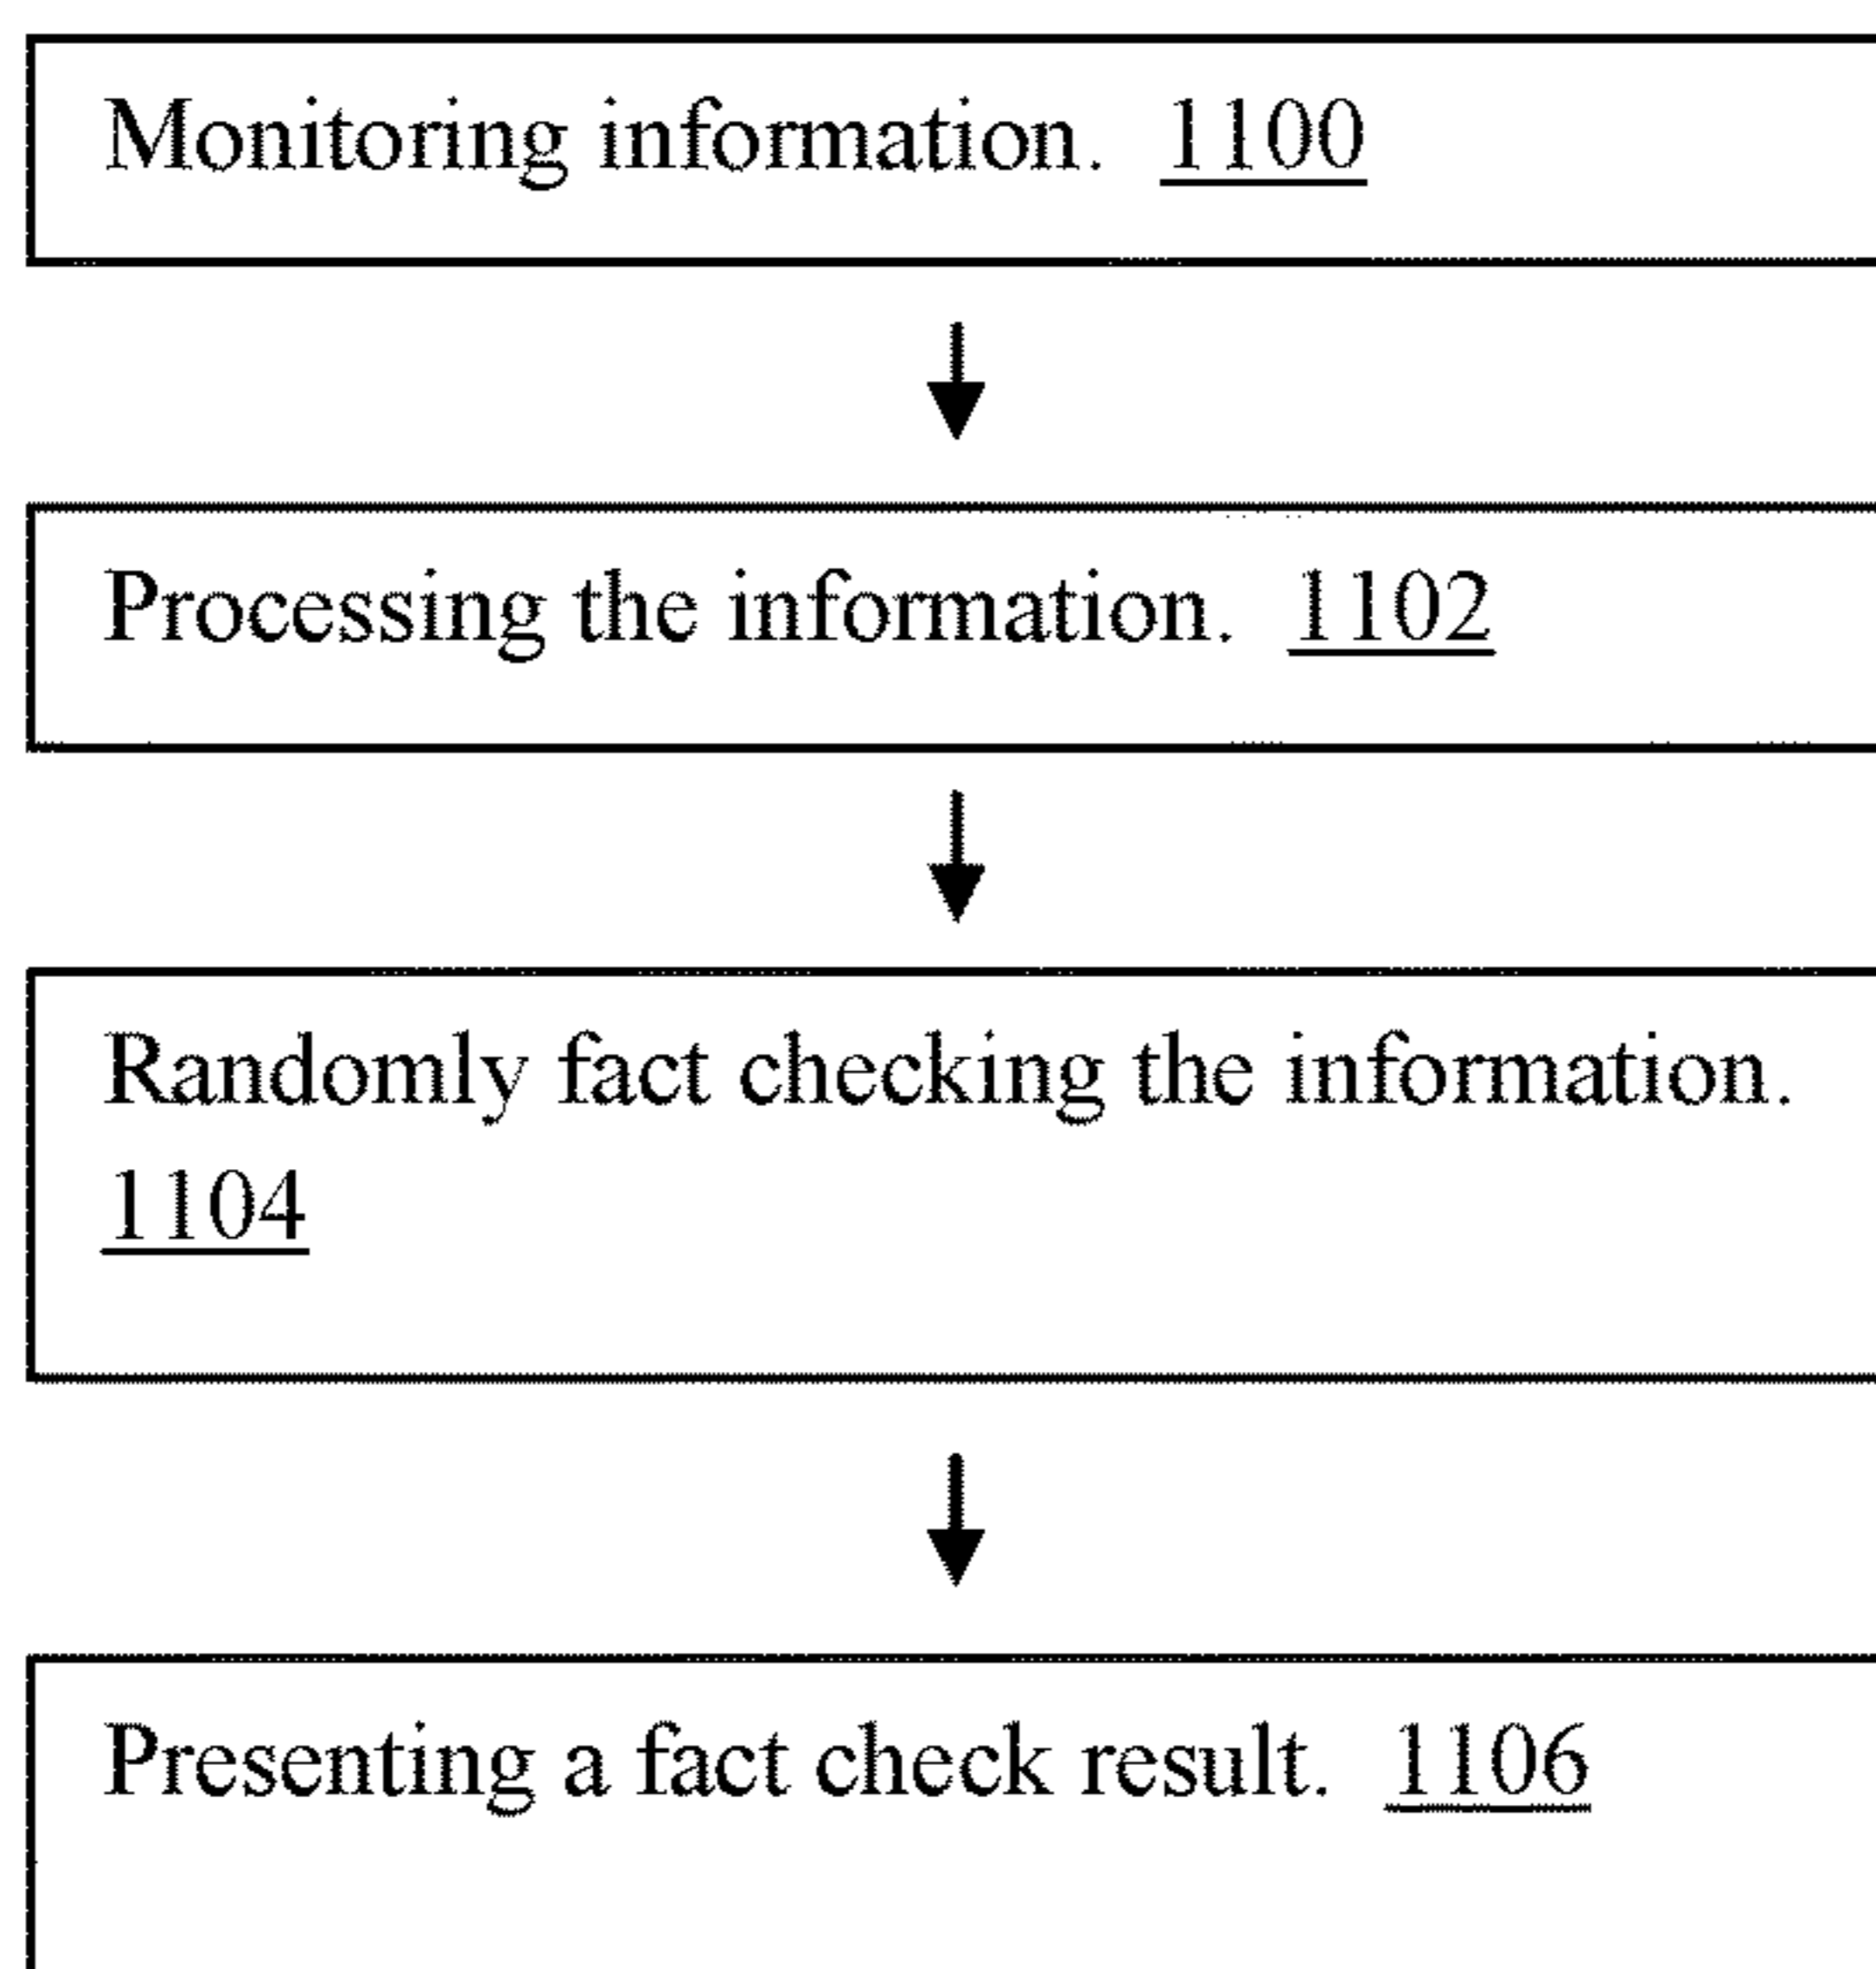 Monitoring information. 1100
Processing the information. 1102
Randomly fact checking the information.
1104
Presenting a fact check result. 1106